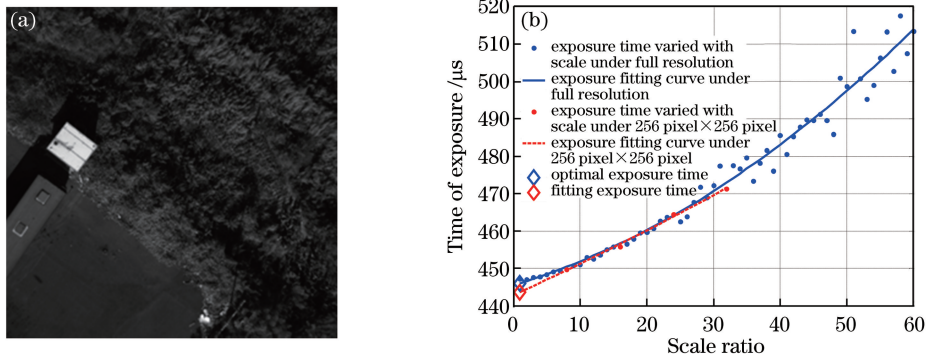 (a)
(b)
520
510
500
490
480
470
460
450
440
0
10
20
30
40
50
60
Time of exposure /μs
Scale ratio
exposure time varied with
scale under full resolution
exposure fitting curve under
full resolution
exposure time varied with
scale under 256 pixel×256 pixel
exposure fitting curve under
256 pixel×256 pixel
optimal exposure time
fitting exposure time